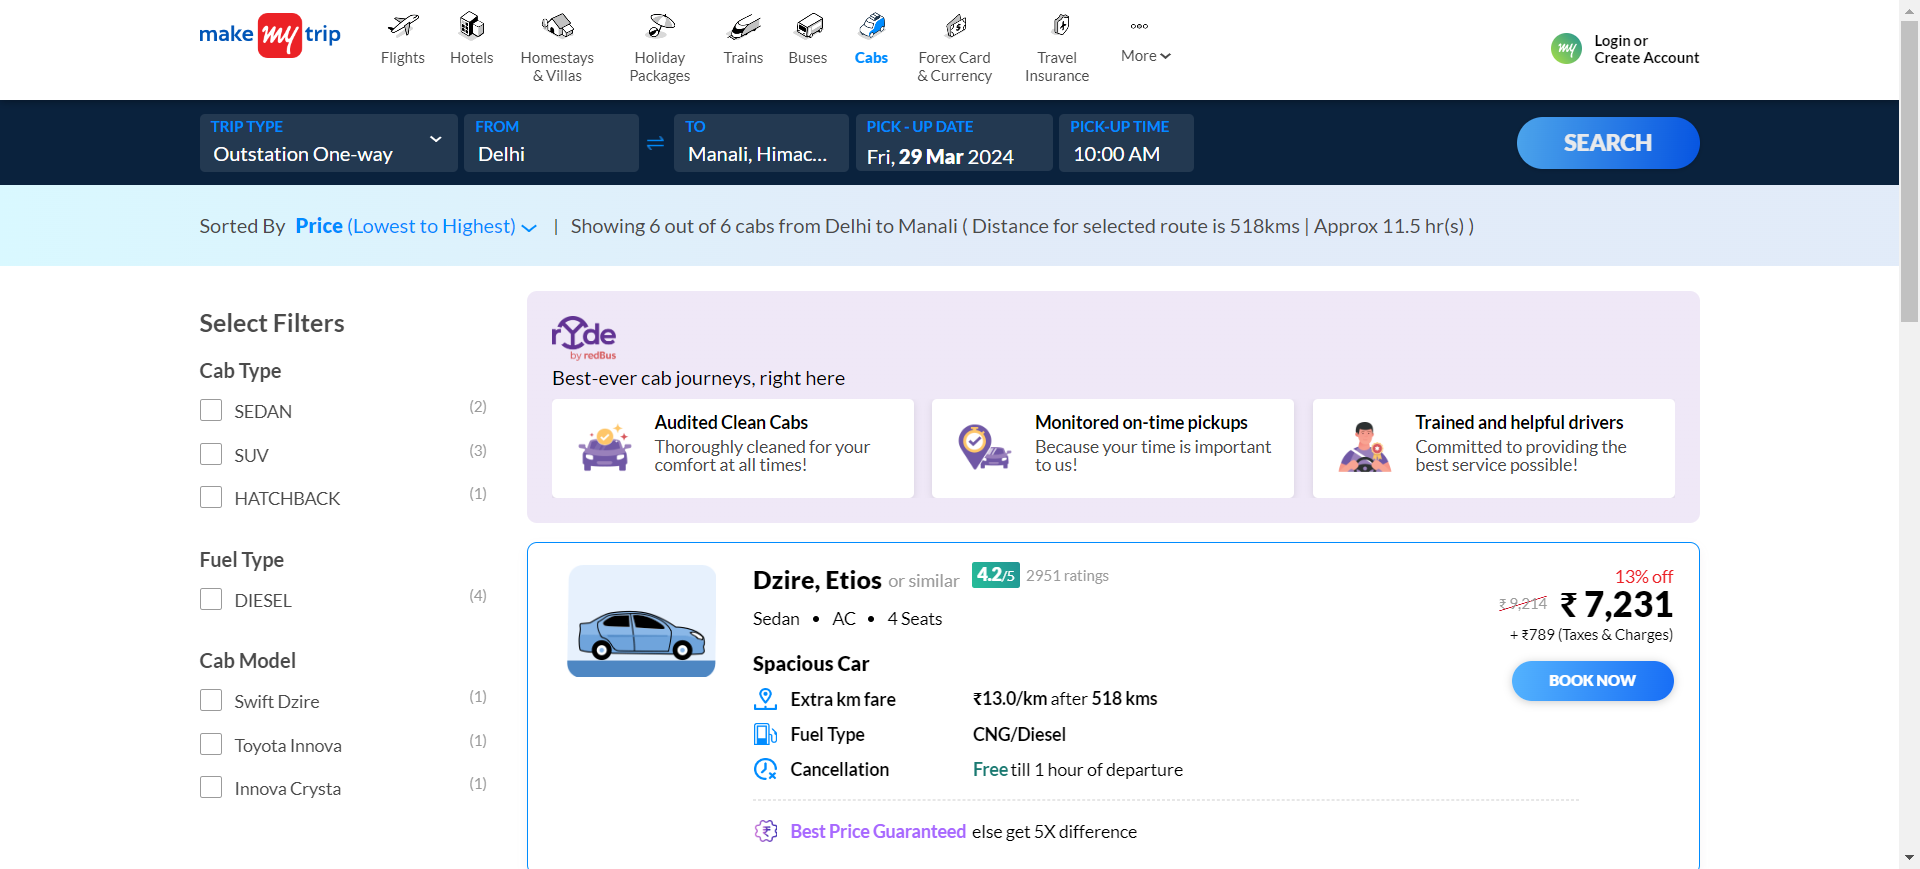 make my trip
Flights
Hotels
Homestays
& Villas
Holiday
Packages
Trains
Buses
Cabs
Forex Card
& Currency
Travel
Insurance
More
my
Login or
Create Account
TRIP TYPE
Outstation One-way
FROM
Delhi
TO
Manali, Himac...
PICK - UP DATE
Fri, 29 Mar 2024
PICK-UP TIME
10:00 AM
SEARCH
Sorted By Price (Lowest to Highest) | Showing 6 out of 6 cabs from Delhi to Manali ( Distance for selected route is 518kms | Approx 11.5 hr(s) )
Select Filters
Cab Type
SEDAN (2)
SUV (3)
HATCHBACK (1)
Fuel Type
DIESEL (4)
Cab Model
Swift Dzire (1)
Toyota Innova (1)
Innova Crysta (1)
rYde
by redBus
Best-ever cab journeys, right here
Audited Clean Cabs
Thoroughly cleaned for your
comfort at all times!
Monitored on-time pickups
Because your time is important
to us!
Trained and helpful drivers
Committed to providing the
best service possible!
Dzire, Etios or similar 4.2/5 2951 ratings
Sedan • AC • 4 Seats
Spacious Car
Extra km fare ₹13.0/km after 518 kms
Fuel Type CNG/Diesel
Cancellation Free till 1 hour of departure
Best Price Guaranteed else get 5X difference
13% off
₹ 9,214 ₹ 7,231
+ ₹789 (Taxes & Charges)
BOOK NOW